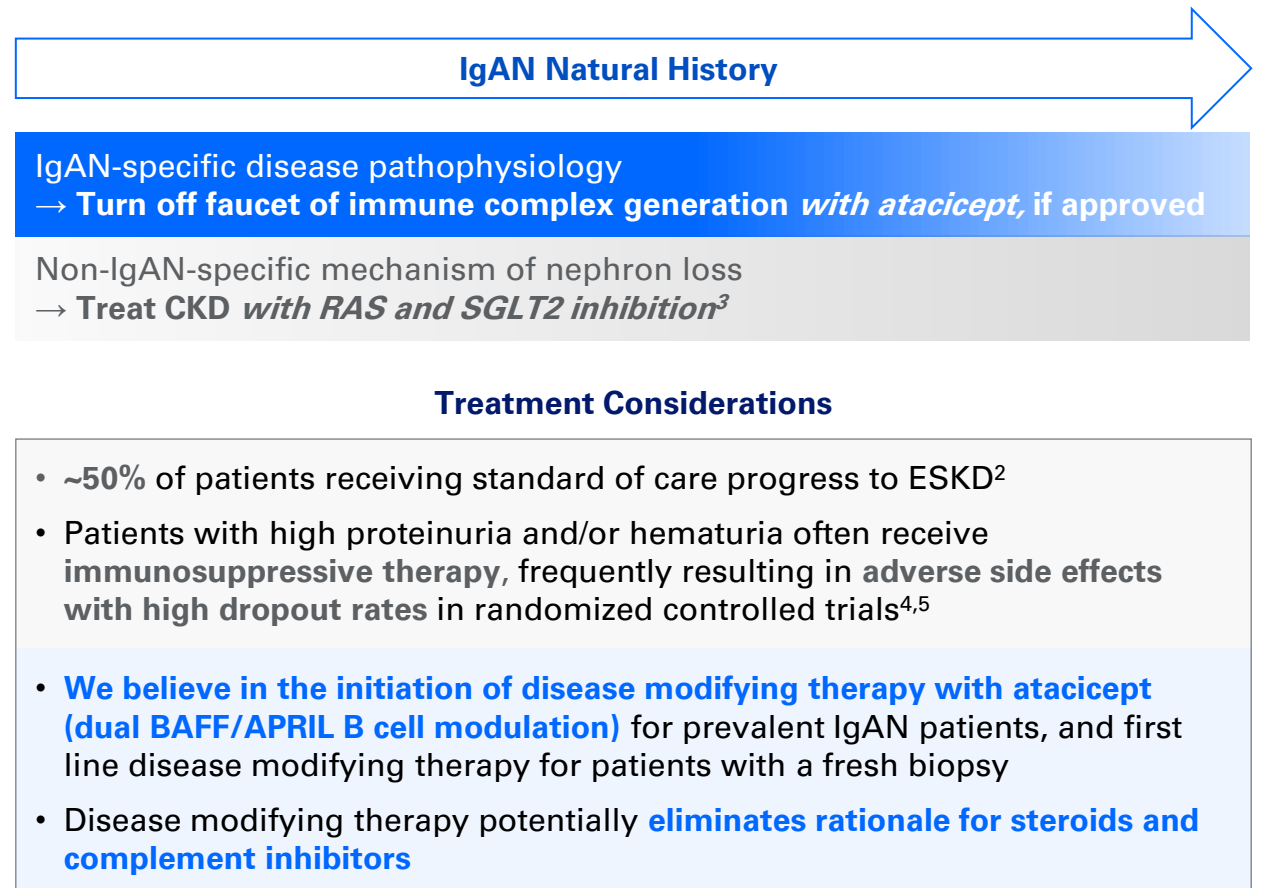 IgAN Natural History
IgAN-specific disease pathophysiology
→ Turn off faucet of immune complex generation with atacicept, if approved
Non-IgAN-specific mechanism of nephron loss
→ Treat CKD with RAS and SGLT2 inhibition3
Treatment Considerations
• ~50% of patients receiving standard of care progress to ESKD2
• Patients with high proteinuria and/or hematuria often receive
immunosuppressive therapy, frequently resulting in adverse side effects
with high dropout rates in randomized controlled trials4,5
• We believe in the initiation of disease modifying therapy with atacicept
(dual BAFF/APRIL B cell modulation) for prevalent IgAN patients, and first
line disease modifying therapy for patients with a fresh biopsy
• Disease modifying therapy potentially eliminates rationale for steroids and
complement inhibitors